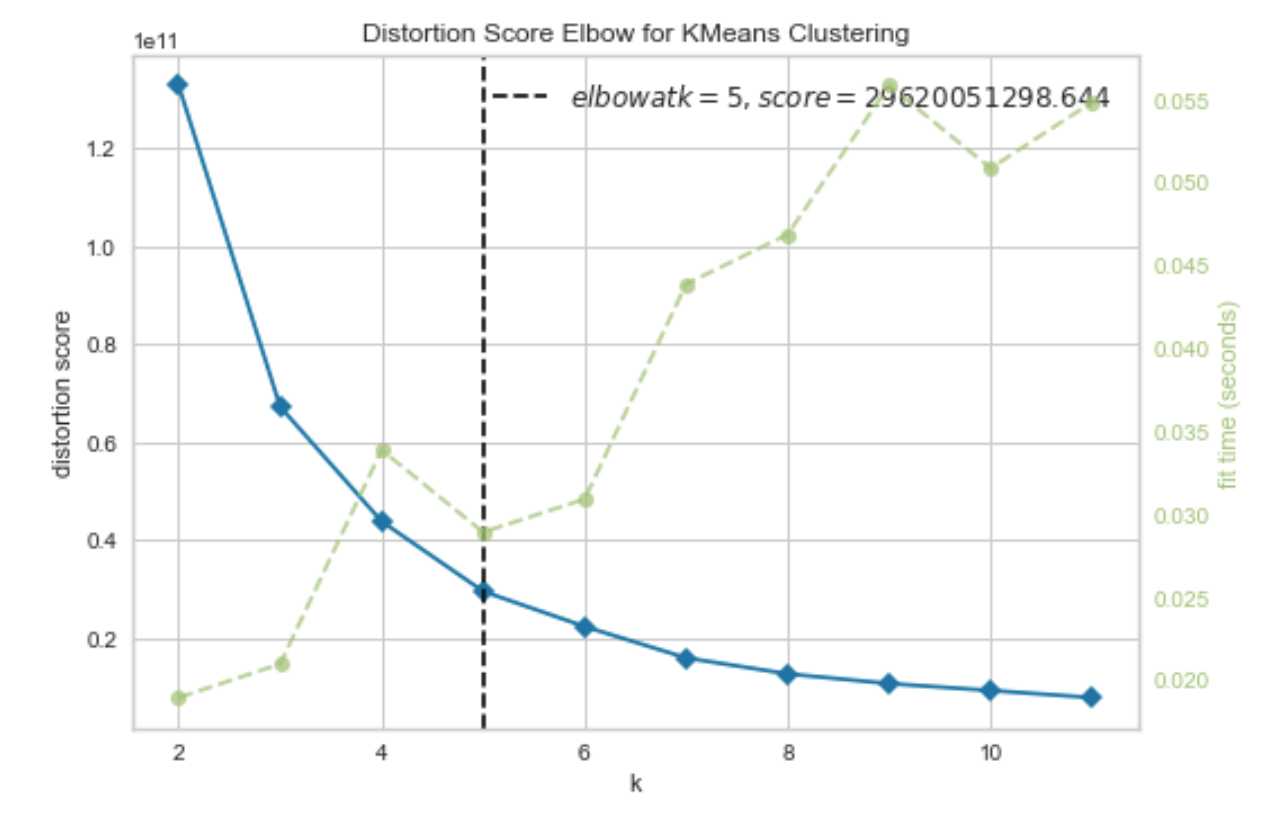 Distortion Score Elbow for KMeans Clustering
1e11
elbowatk = 5, score = 29620051298.644
1.2
1.0
0.8
0.6
0.4
0.2
distortion score
0.055
0.050
0.045
0.040
0.035
0.030
0.025
0.020
fit time (seconds)
2 4 6 8 10
k